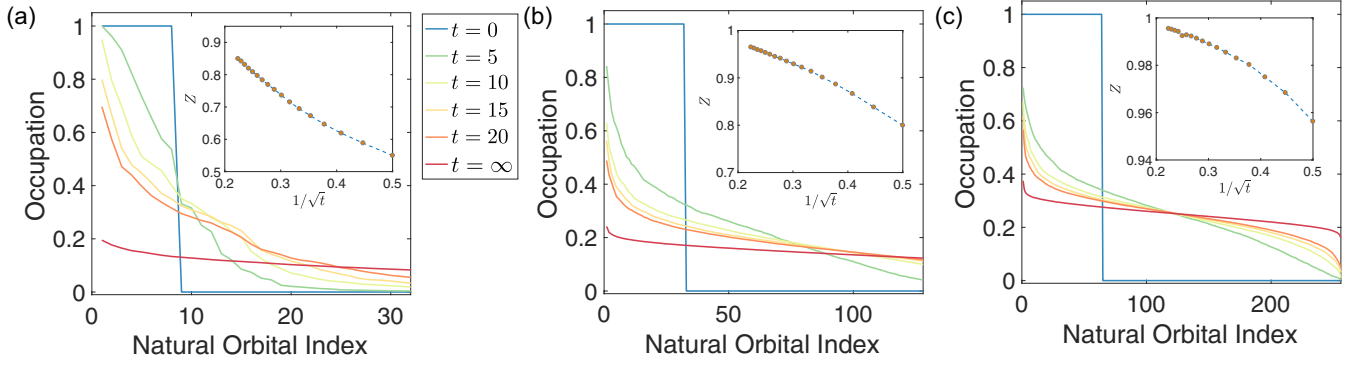 (a)
Occupation
1
0.8
0.6
0.4
0.2
0
0
10
20
30
Natural Orbital Index
Z
0.9
0.8
0.7
0.6
0.5
0.2
0.3
0.4
0.5
1/√t
t = 0
t = 5
t = 10
t = 15
t = 20
t = ∞
(b)
Occupation
1
0.8
0.6
0.4
0.2
0
50
100
Natural Orbital Index
Z
1
0.9
0.8
0.7
0.2
0.3
0.4
0.5
1/√t
(c)
Occupation
1
0.8
0.6
0.4
0.2
0
0
100
200
Natural Orbital Index
Z
1
0.98
0.96
0.94
0.2
0.3
0.4
0.5
1/√t